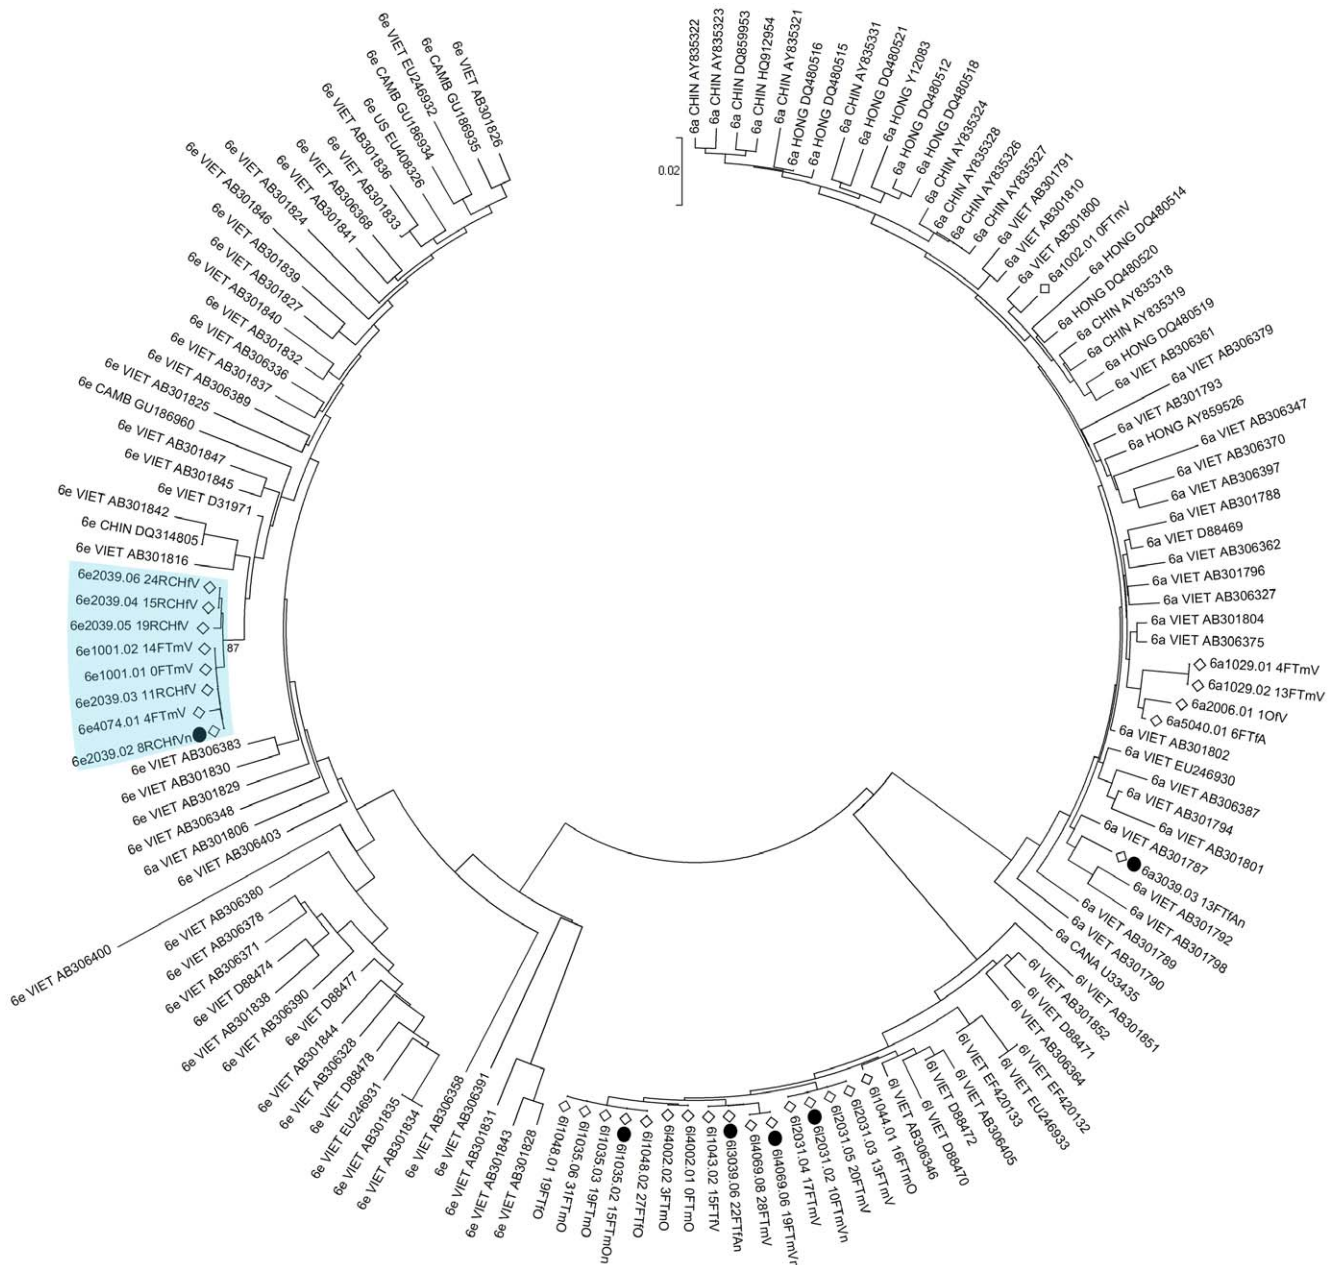 6a CHIN AY835322
6a CHIN AY835323
6a CHIN DQ859953
6a CHIN HQ912954
6a CHIN AY835321
6a HONG DQ480516
6a HONG DQ480515
6a CHIN AY835331
6a HONG DQ480521
6a HONG Y12083
6a HONG DQ480512
6a HONG DQ480518
6a CHIN AY835324
6a CHIN AY835328
6a CHIN AY835326
6a CHIN AY835327
6a VIET AB301791
6a VIET AB301810
6a VIET AB301800
6a1002.01 0FTmV
6a HONG DQ480514
6a HONG DQ480520
6a CHIN AY835318
6a CHIN AY835319
6a HONG DQ480519
6a VIET AB306361
6a VIET AB306379
6a VIET AB301793
6a HONG AY859526
6a VIET AB306347
6a VIET AB306370
6a VIET AB306397
6a VIET AB301788
6a VIET D88469
6a VIET AB306362
6a VIET AB301796
6a VIET AB306327
6a VIET AB301804
6a VIET AB306375
6a1029.01 4FTmV
6a1029.02 13FTmV
6a2006.01 1OfV
6a5040.01 6FTfA
6a VIET AB301802
6a VIET EU246930
6a VIET AB306387
6a VIET AB301794
6a VIET AB301801
6a VIET AB301787
6a3039.03 13FTfAn
6a VIET AB301792
6a VIET AB301798
6a VIET AB301789
6a VIET AB301790
6a CANA U33435
6l VIET AB301851
6l VIET AB301852
6l VIET D88471
6l VIET AB306364
6l VIET EF420132
6l VIET EU246933
6l VIET EF420133
6l VIET AB306405
6l VIET D88472
6l VIET D88470
6l VIET AB306346
6l1044.01 16FTmO
6l2031.03 13FTmV
6l2031.05 20FTmV
6l2031.02 10FTmVn
6l2031.04 17FTmV
6l4069.06 19FTmVn
6l4069.08 28FTmV
6l3039.06 22FTfAn
6l1043.02 15FTfV
6l4002.01 0FTmO
6l4002.02 3FTmO
6l1048.02 27FTfO
6l1035.02 15FTmOn
6l1035.03 19FTmO
6l1035.06 31FTmO
6l1048.01 19FTfO
6e VIET AB301828
6e VIET AB301843
6e VIET AB301831
6e VIET AB306391
6e VIET AB306358
6e VIET AB301834
6e VIET AB301835
6e VIET EU246931
6e VIET D88478
6e VIET AB306328
6e VIET AB301844
6e VIET D88477
6e VIET AB306390
6e VIET AB301838
6e VIET D88474
6e VIET AB306371
6e VIET AB306378
6e VIET AB306380
6e VIET AB306400
6e VIET AB306403
6a VIET AB301806
6e VIET AB306348
6e VIET AB301829
6e VIET AB301830
6e VIET AB306383
6e2039.02 8RCHfVn
6e4074.01 4FTmV
6e2039.03 11RCHfV
6e1001.01 0FTmV
6e1001.02 14FTmV
6e2039.05 19RCHfV
6e2039.04 15RCHfV
6e2039.06 24RCHfV
87
6e VIET AB301816
6e CHIN DQ314805
6e VIET AB301842
6e VIET D31971
6e VIET AB301845
6e VIET AB301847
6e CAMB GU186960
6e VIET AB301825
6e VIET AB306389
6e VIET AB301837
6e VIET AB306336
6e VIET AB301832
6e VIET AB301840
6e VIET AB301827
6e VIET AB301839
6e VIET AB301846
6e VIET AB301824
6e VIET AB301841
6e VIET AB306368
6e VIET AB301833
6e VIET AB301836
6e US EU408326
6e CAMB GU186934
6e VIET EU246932
6e CAMB GU186935
6e VIET AB301826
0.02